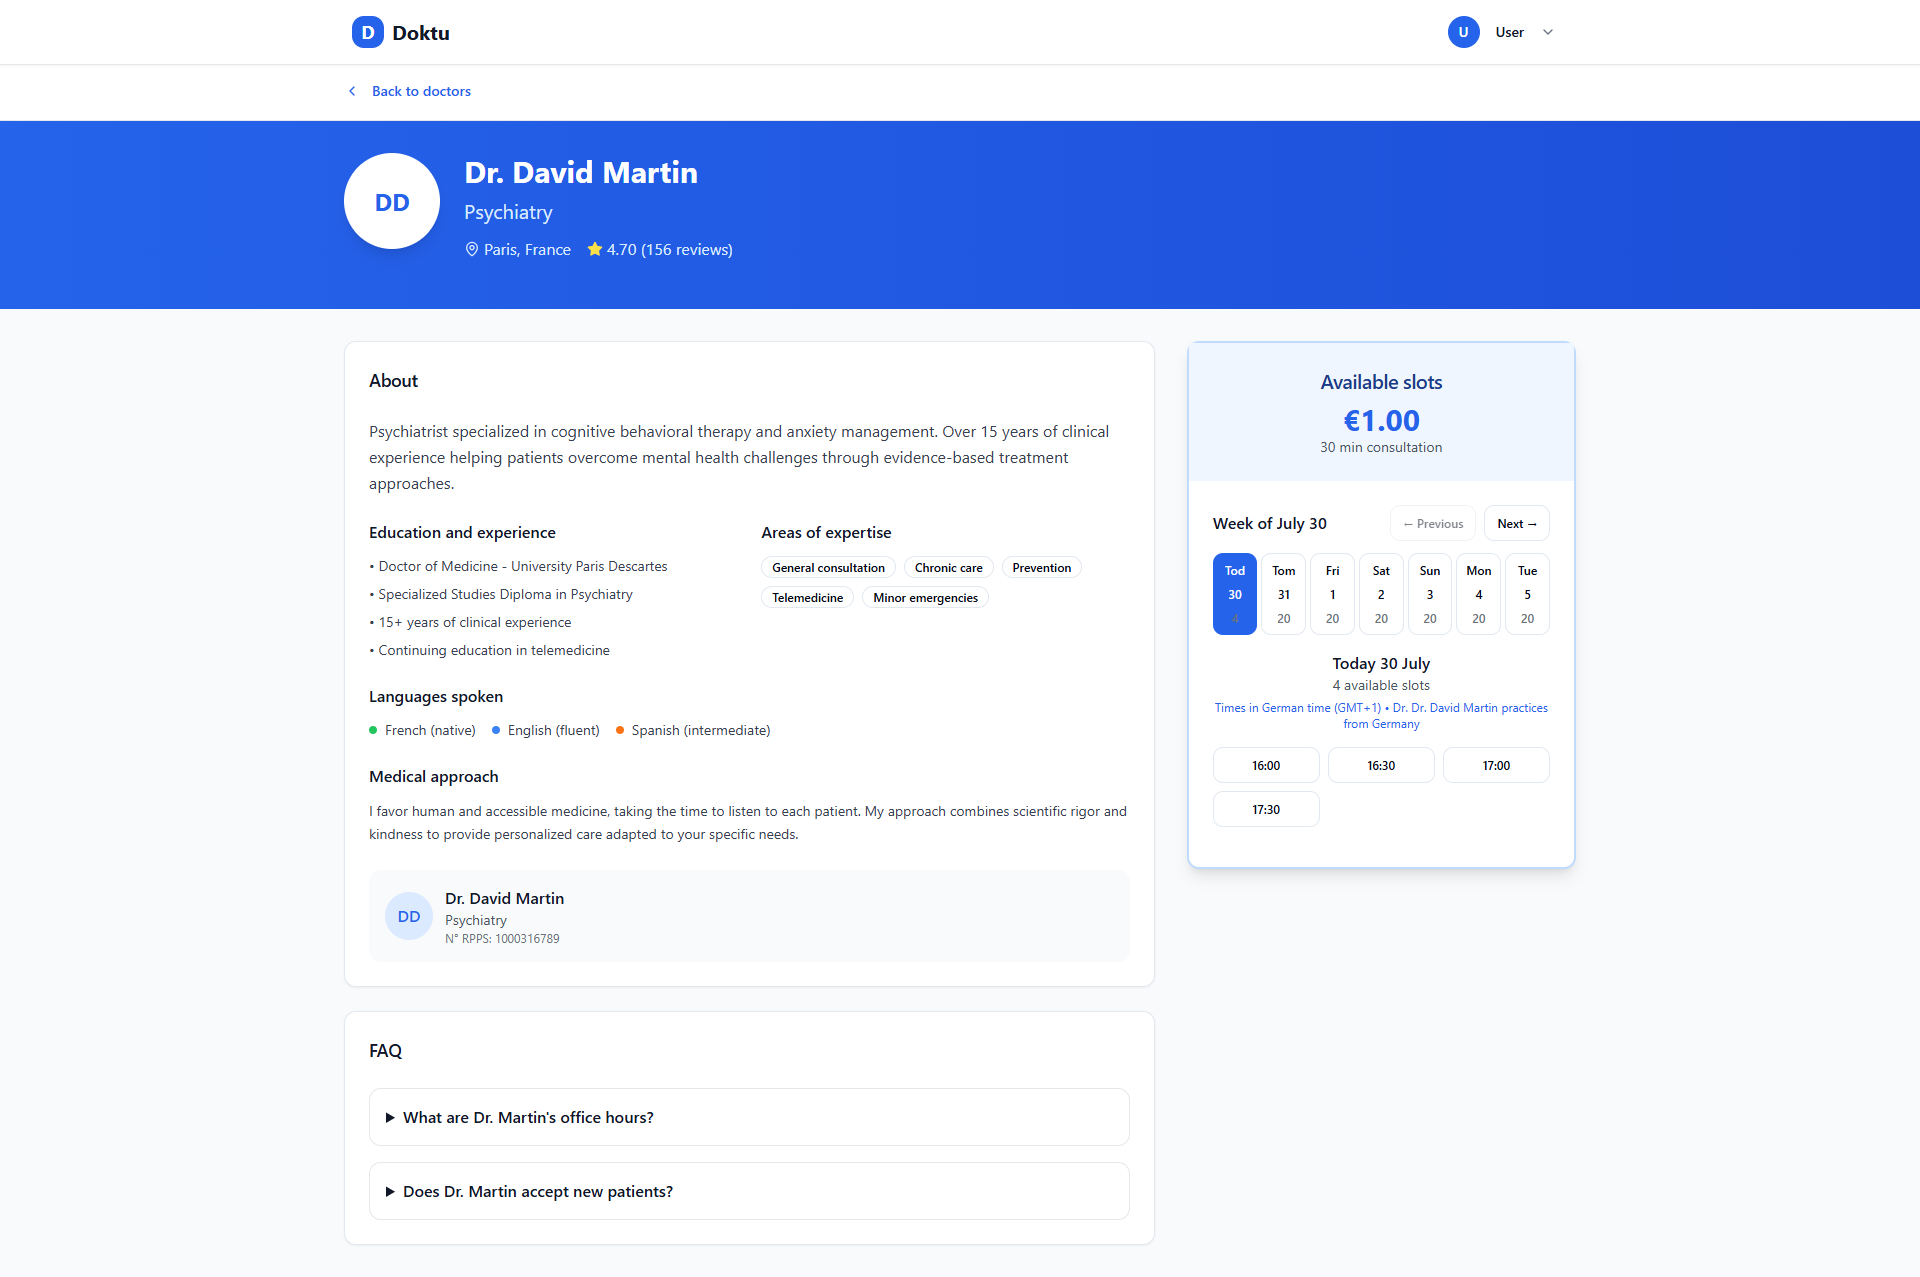 D Doktu
U User
Back to doctors
DD
Dr. David Martin
Psychiatry
Paris, France 4.70 (156 reviews)
About
Psychiatrist specialized in cognitive behavioral therapy and anxiety management. Over 15 years of clinical
experience helping patients overcome mental health challenges through evidence-based treatment
approaches.
Education and experience
• Doctor of Medicine - University Paris Descartes
• Specialized Studies Diploma in Psychiatry
• 15+ years of clinical experience
• Continuing education in telemedicine
Areas of expertise
General consultation Chronic care Prevention
Telemedicine Minor emergencies
Languages spoken
French (native) English (fluent) Spanish (intermediate)
Medical approach
I favor human and accessible medicine, taking the time to listen to each patient. My approach combines scientific rigor and
kindness to provide personalized care adapted to your specific needs.
DD
Dr. David Martin
Psychiatry
N° RPPS: 1000316789
FAQ
What are Dr. Martin's office hours?
Does Dr. Martin accept new patients?
Available slots
€1.00
30 min consultation
Week of July 30 ← Previous Next →
Tod Tom Fri Sat Sun Mon Tue
30 31 1 2 3 4 5
4 20 20 20 20 20 20
Today 30 July
4 available slots
Times in German time (GMT+1) • Dr. Dr. David Martin practices
from Germany
16:00 16:30 17:00
17:30